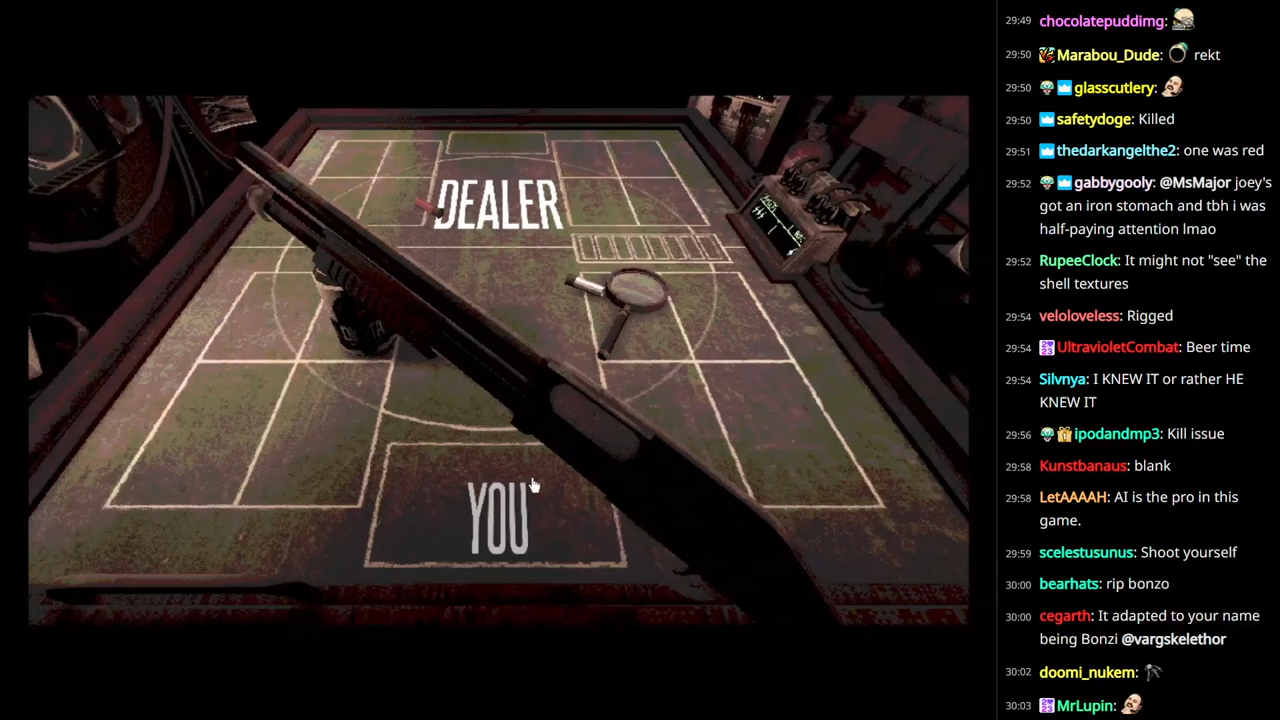 DEALER
YOU
29:49 chocolatepuddimg:
29:50 Marabou_Dude: rekt
29:50 glasscutlery:
29:50 safetydoge: Killed
29:51 thedarkangelthe2: one was red
29:52 gabbygooly: @MsMajor joey's
got an iron stomach and tbh i was
half-paying attention lmao
29:52 RupeeClock: It might not "see" the
shell textures
29:54 veloloveless: Rigged
29:54 UltravioletCombat: Beer time
29:54 Silvnya: I KNEW IT or rather HE
KNEW IT
29:56 ipodandmp3: Kill issue
29:58 Kunstbanaus: blank
29:58 LetAAAAH: AI is the pro in this
game.
29:59 scelestusunus: Shoot yourself
30:00 bearhats: rip bonzo
30:00 cegarth: It adapted to your name
being Bonzi @vargskelethor
30:02 doomi_nukem:
30:03 MrLupin: